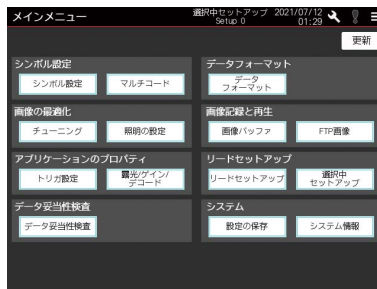 メインメニュー
選択中セットアップ 2021/07/12
Setup 0 01:29
更新
シンボル設定
シンボル設定 マルチコード
データフォーマット
データ
フォーマット
画像の最適化
チューニング 照明の設定
画像記録と再生
画像バッファ FTP画像
アプリケーションのプロパティ
トリガ設定 露光/ゲイン/
デコード
リードセットアップ
リードセットアップ 選択中
セットアップ
データ妥当性検査
データ妥当性検査
システム
設定の保存 システム情報